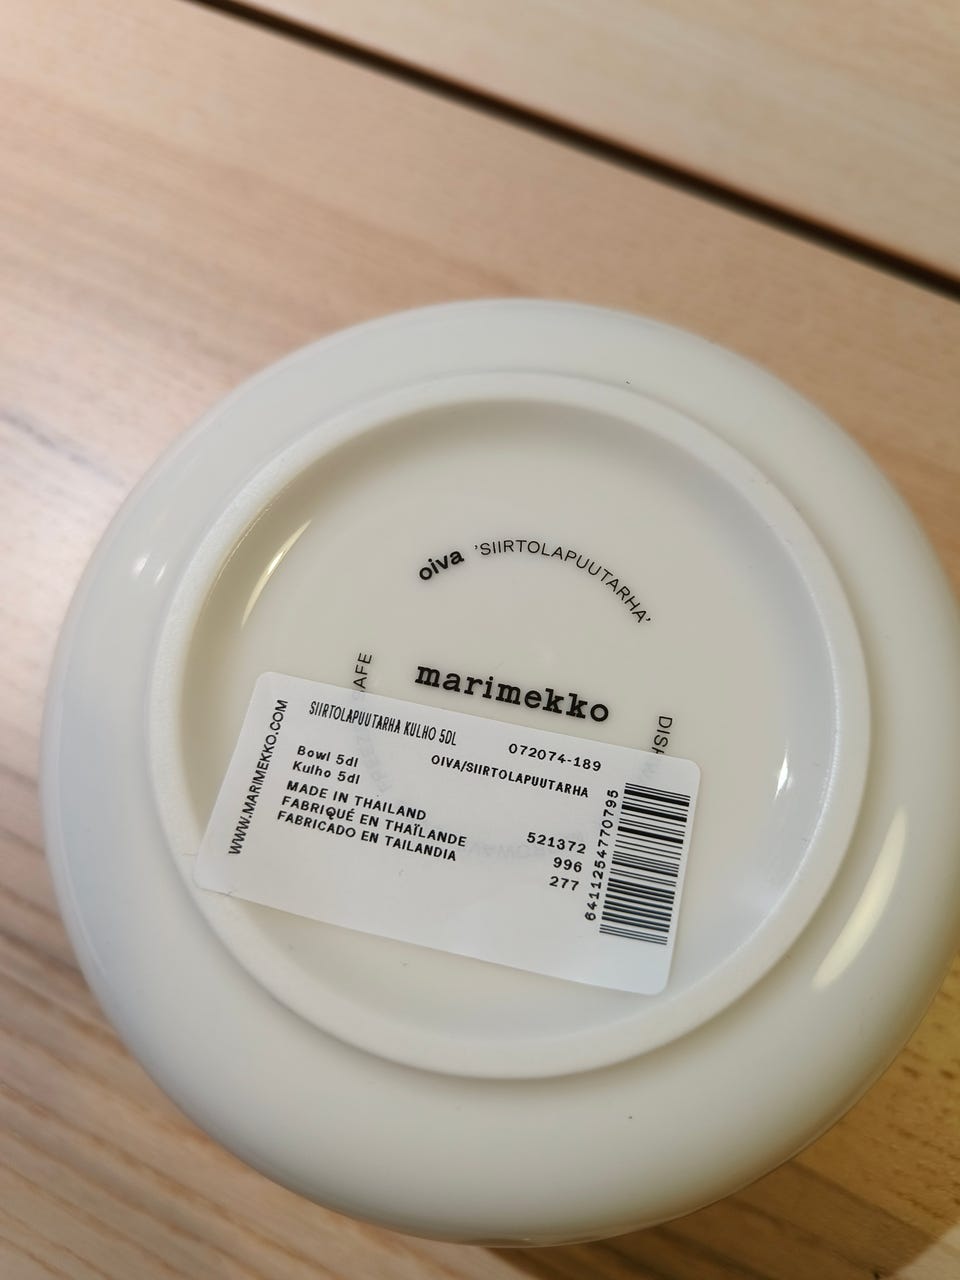 oiva 'SIIRTOLAPUUTARHA'
marimekko
WWW.MARIMEKKO.COM
SIIRTOLAPUUTARHA KULHO 5DL
072074-189
OIVA/SIIRTOLAPUUTARHA
Bowl 5dl
Kulho 5dl
MADE IN THAILAND
FABRIQUÉ EN THAÏLANDE
FABRICADO EN TAILANDIA
521372
996
277
6411254770795